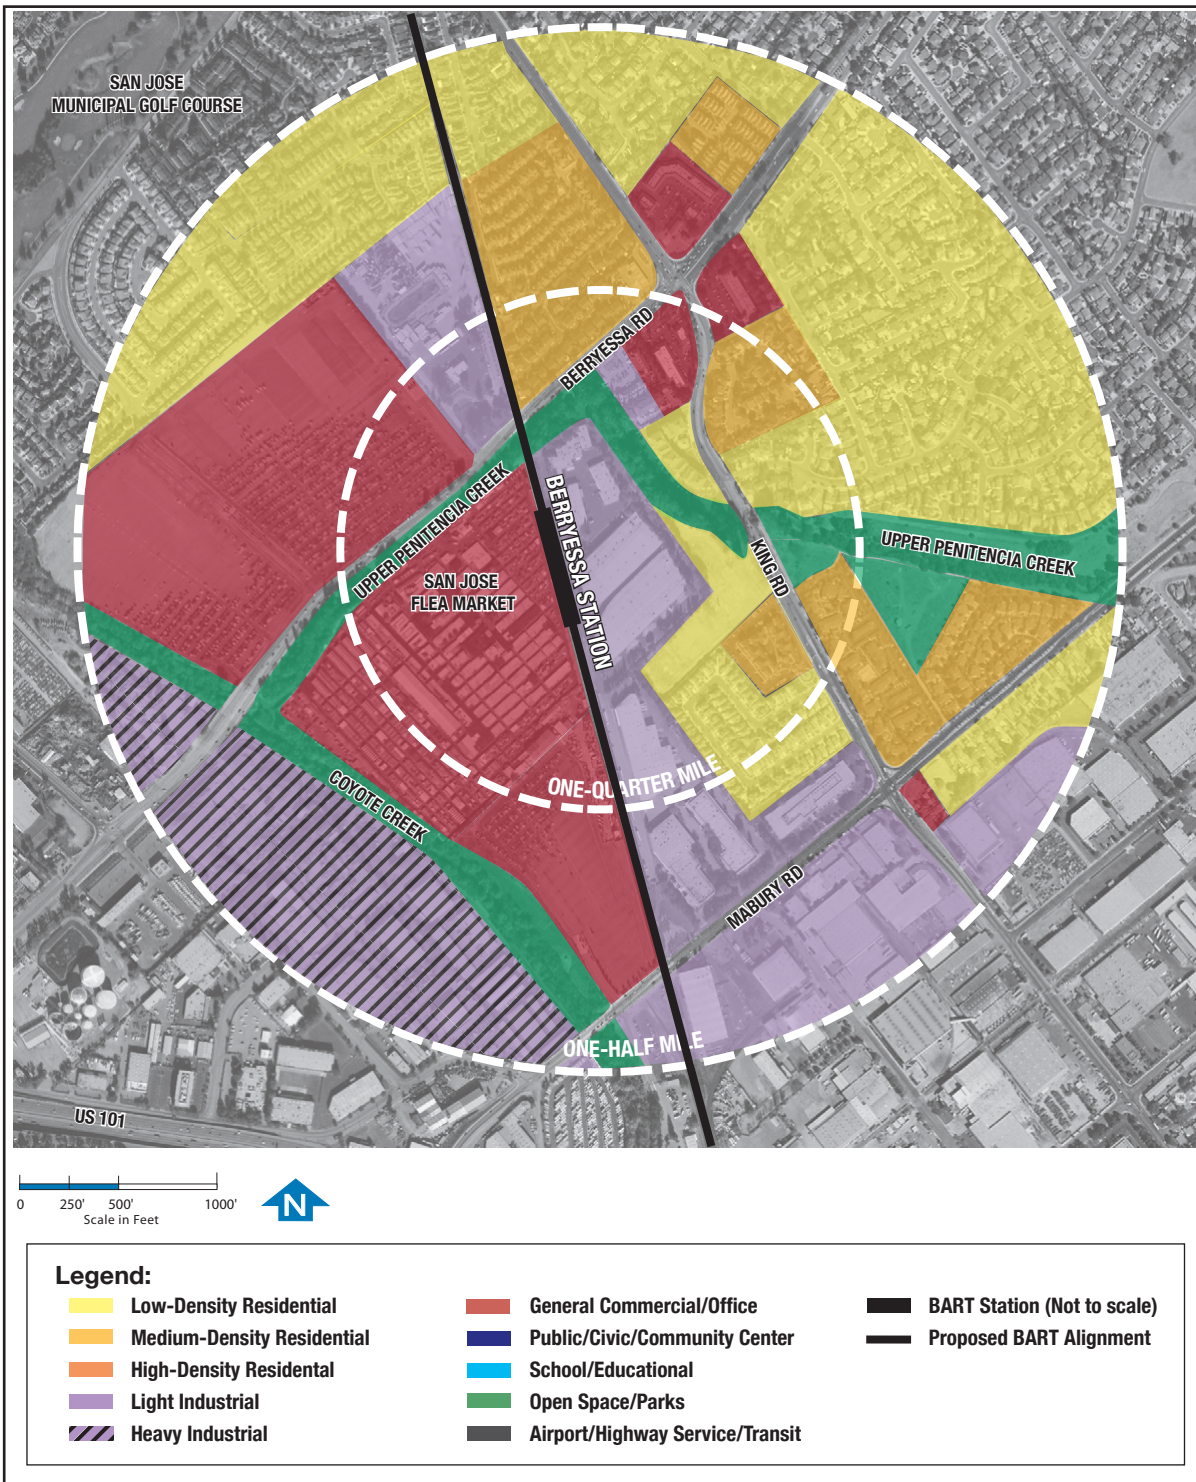 SAN JOSE
MUNICIPAL GOLF COURSE
BERRYESSA RD
UPPER PENITENCIA CREEK
BERRYESSA STATION
SAN JOSE
FLEA MARKET
KING RD
UPPER PENITENCIA CREEK
ONE-QUARTER MILE
COYOTE CREEK
MABURY RD
ONE-HALF MILE
US 101
0 250' 500' 1000'
Scale in Feet
N
Legend:
Low-Density Residential
Medium-Density Residential
High-Density Residental
Light Industrial
Heavy Industrial
General Commercial/Office
Public/Civic/Community Center
School/Educational
Open Space/Parks
Airport/Highway Service/Transit
BART Station (Not to scale)
Proposed BART Alignment